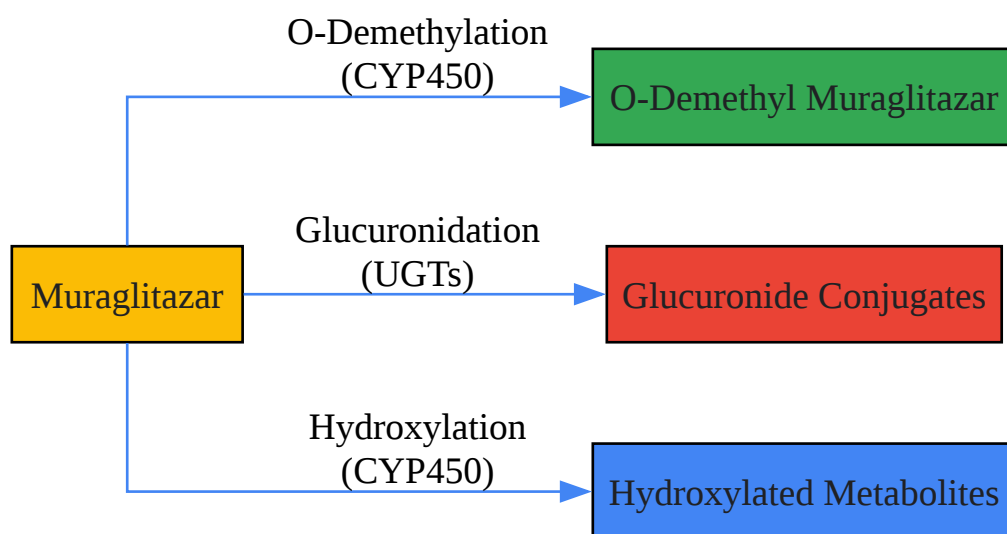 O-Demethylation
(CYP450)
O-Demethyl Muraglitazar
Glucuronidation
(UGTs)
Muraglitazar
Glucuronide Conjugates
Hydroxylation
(CYP450)
Hydroxylated Metabolites